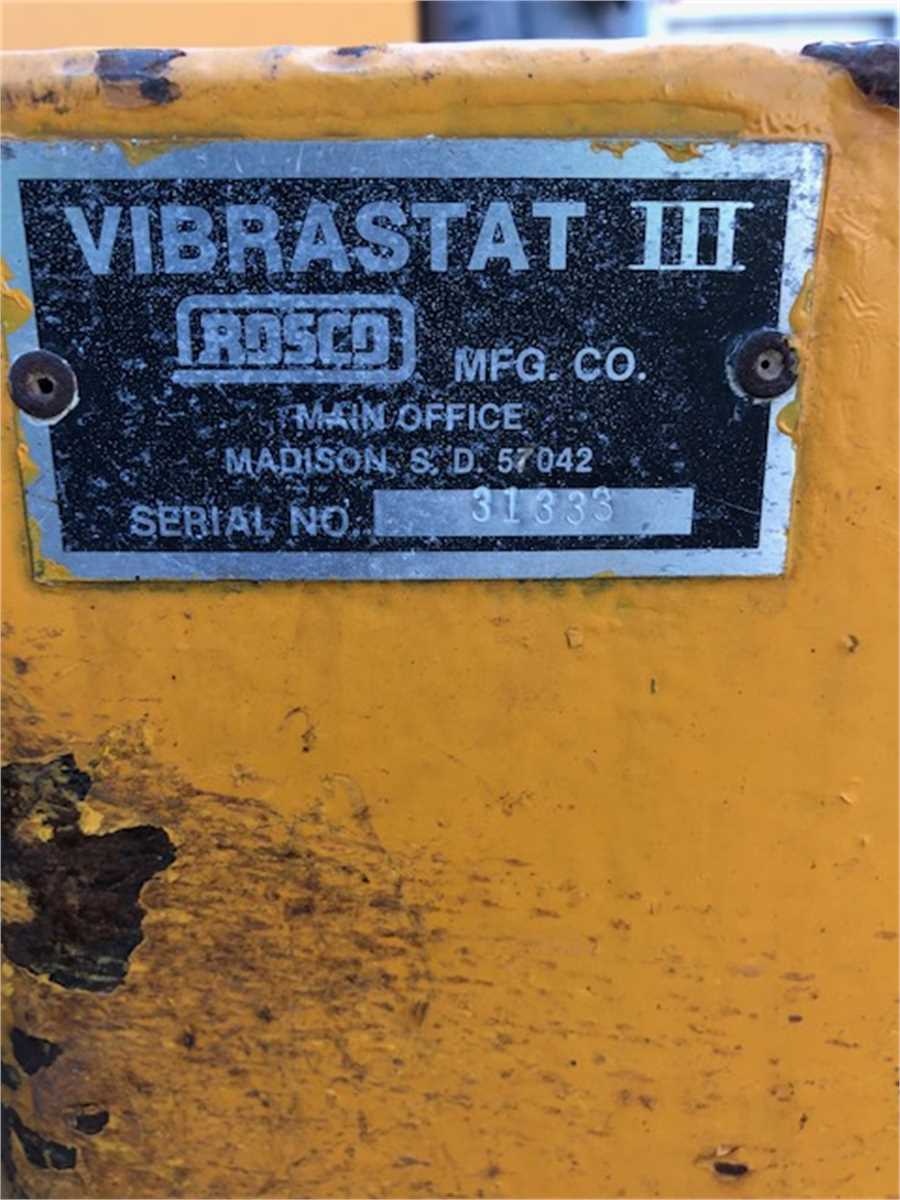 VIBRASTAT III
ROSCO MFG. CO.
MAIN OFFICE
MADISON, S. D. 57042
SERIAL NO. 31333